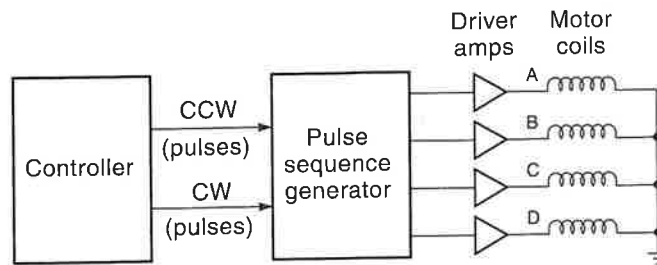 Driver
amps
Motor
coils
Controller
CCW
(pulses)
CW
(pulses)
Pulse
sequence
generator
A
B
C
D